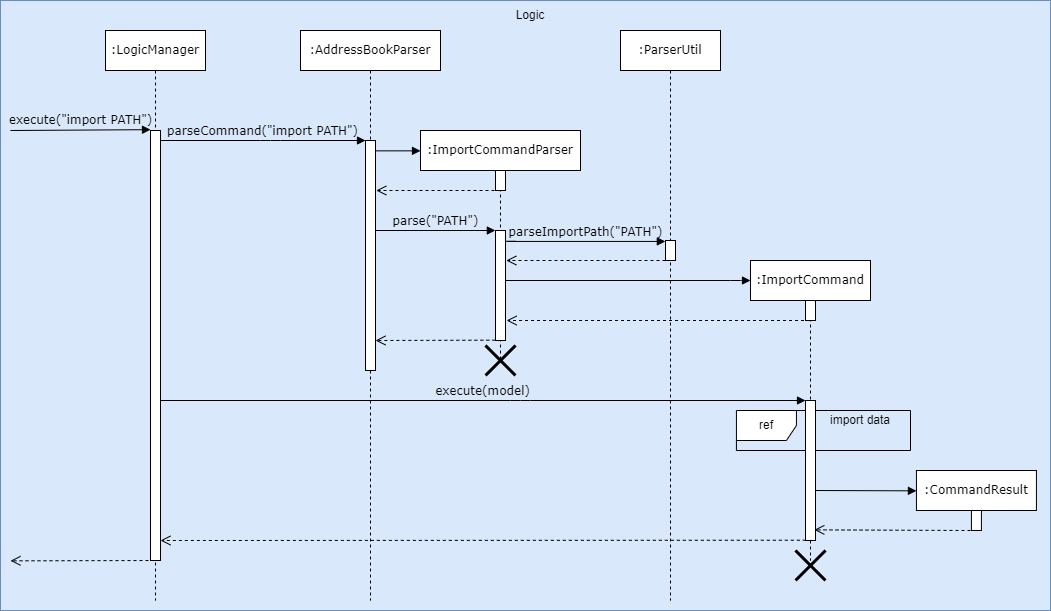 Logic
:LogicManager
:AddressBookParser
:ParserUtil
execute("import PATH")
parseCommand("import PATH")
:ImportCommandParser
parse("PATH")
parseImportPath("PATH")
:ImportCommand
execute(model)
ref
import data
:CommandResult